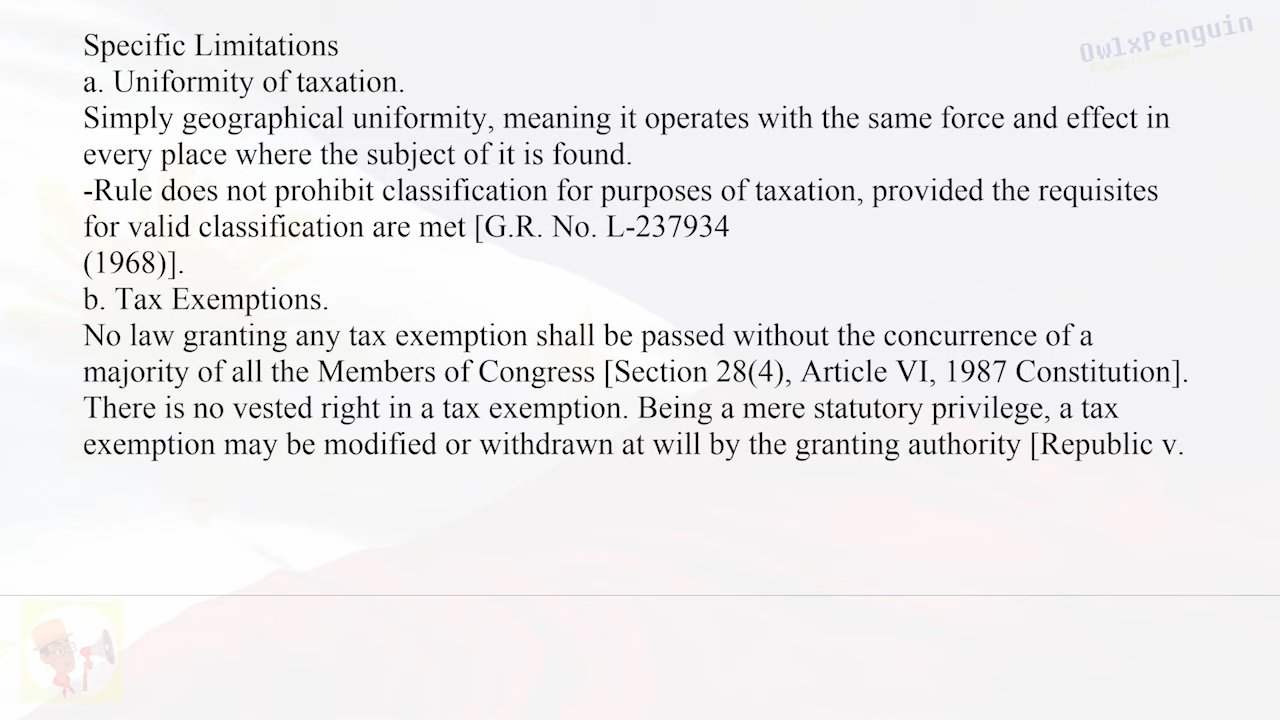 OwlxPenguin
Specific Limitations
a. Uniformity of taxation.
Simply geographical uniformity, meaning it operates with the same force and effect in
every place where the subject of it is found.
-Rule does not prohibit classification for purposes of taxation, provided the requisites
for valid classification are met [G.R. No. L-237934
(1968)].
b. Tax Exemptions.
No law granting any tax exemption shall be passed without the concurrence of a
majority of all the Members of Congress [Section 28(4), Article VI, 1987 Constitution].
There is no vested right in a tax exemption. Being a mere statutory privilege, a tax
exemption may be modified or withdrawn at will by the granting authority [Republic v.